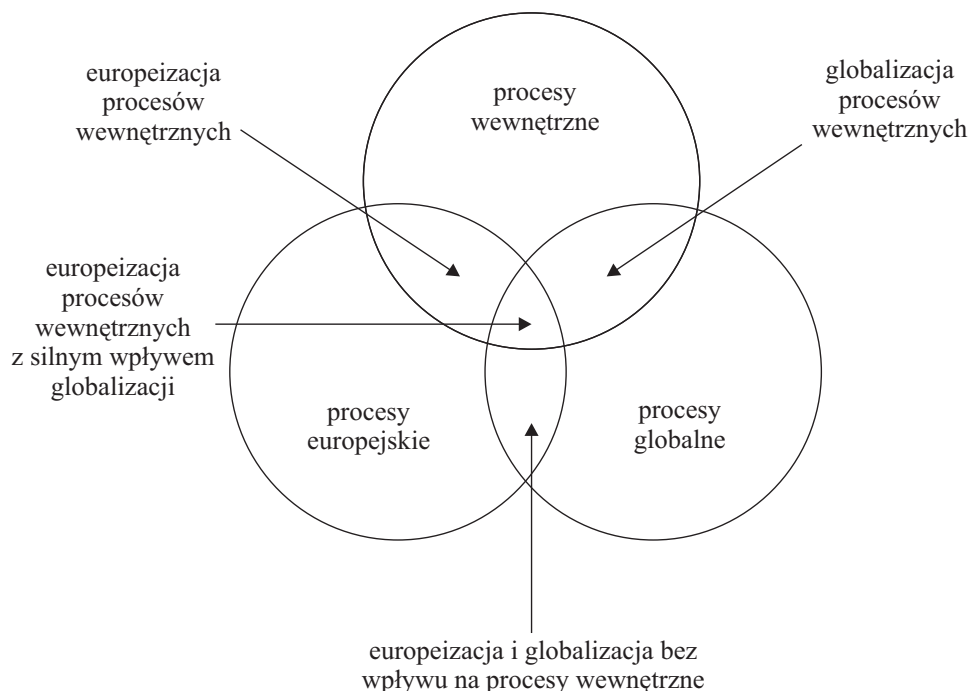 europeizacja
procesów
wewnętrznych
procesy
wewnętrzne
globalizacja
procesów
wewnętrznych
europeizacja
procesów
wewnętrznych
z silnym wpływem
globalizacji
procesy
europejskie
procesy
globalne
europeizacja i globalizacja bez
wpływu na procesy wewnętrzne